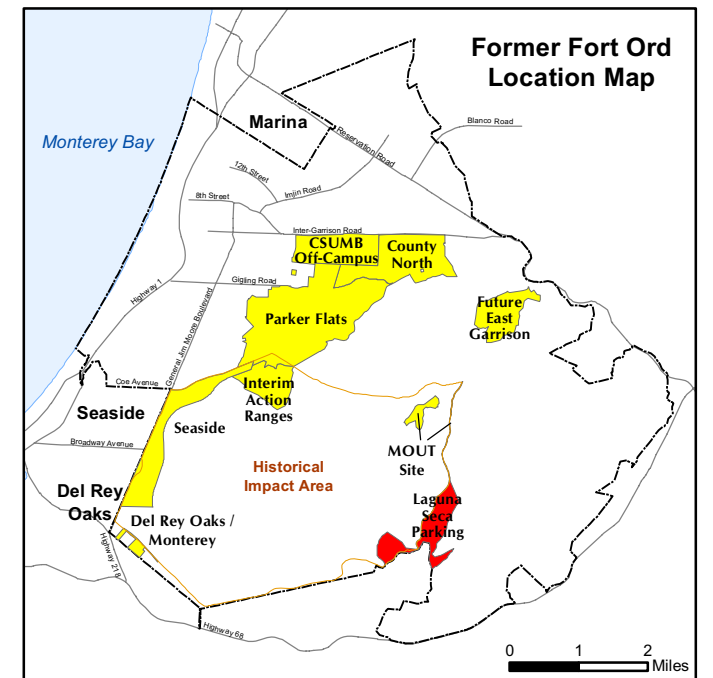 Former Fort Ord
Location Map
Monterey Bay
Marina
Blanco Road
Reservation Road
12th Street
Imjin Road
8th Street
Inter-Garrison Road
CSUMB
Off-Campus
County
North
Gigling Road
Highway 1
General Jim Moore Boulevard
Parker Flats
Future
East
Garrison
Coe Avenue
Interim
Action
Ranges
Seaside
Seaside
Broadway Avenue
MOUT
Site
Historical
Impact Area
Del Rey
Oaks
Laguna
Seca
Parking
Del Rey Oaks /
Monterey
Highway 218
Highway 68
0 1 2
Miles